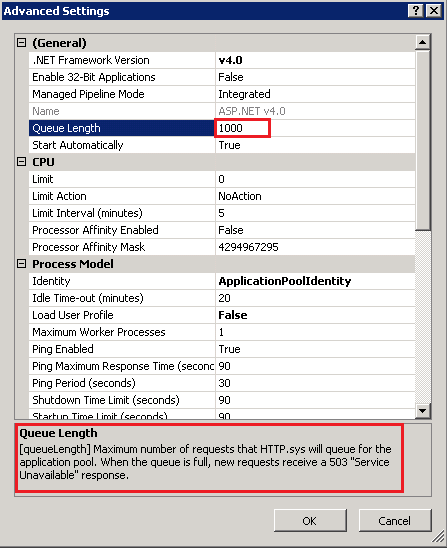 Advanced Settings
(General)
.NET Framework Version v4.0
Enable 32-Bit Applications False
Managed Pipeline Mode Integrated
Name ASP.NET v4.0
Queue Length 1000
Start Automatically True
CPU
Limit 0
Limit Action NoAction
Limit Interval (minutes) 5
Processor Affinity Enabled False
Processor Affinity Mask 4294967295
Process Model
Identity ApplicationPoolIdentity
Idle Time-out (minutes) 20
Load User Profile False
Maximum Worker Processes 1
Ping Enabled True
Ping Maximum Response Time (second 90
Ping Period (seconds) 30
Shutdown Time Limit (seconds) 90
Startup Time Limit (seconds) 90
Queue Length
[queueLength] Maximum number of requests that HTTP.sys will queue for the
application pool. When the queue is full, new requests receive a 503 "Service
Unavailable" response.
OK Cancel